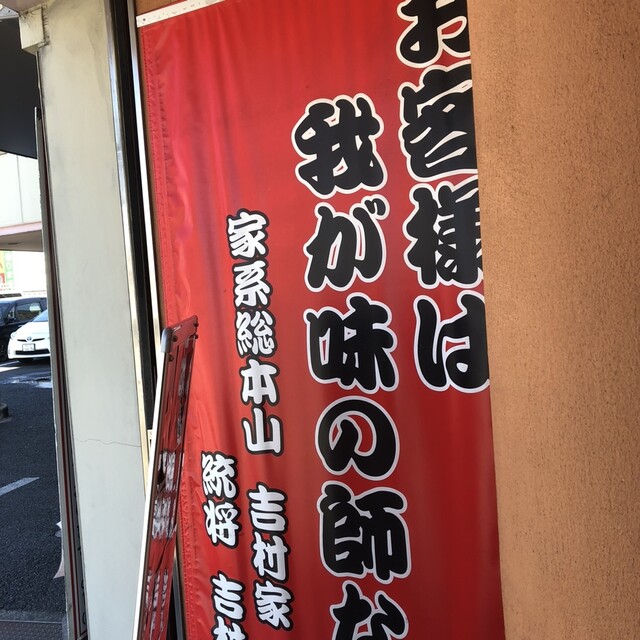 お客様は
我が味の師な
家系総本山 吉村家
統将 吉